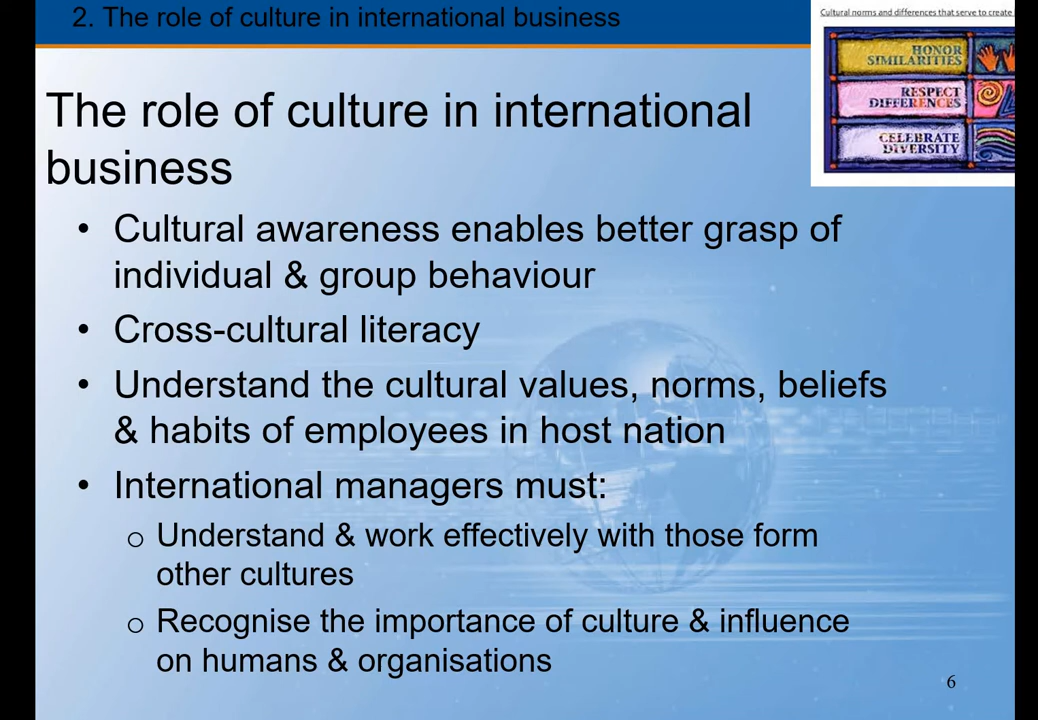 2. The role of culture in international business
Cultural norms and differences that serve to create
HONOR
SIMILARITIES
RESPECT
DIFFERENCES
CELEBRATE
DIVERSITY
The role of culture in international
business
• Cultural awareness enables better grasp of
individual & group behaviour
• Cross-cultural literacy
• Understand the cultural values, norms, beliefs
& habits of employees in host nation
• International managers must:
o Understand & work effectively with those form
other cultures
o Recognise the importance of culture & influence
on humans & organisations
6